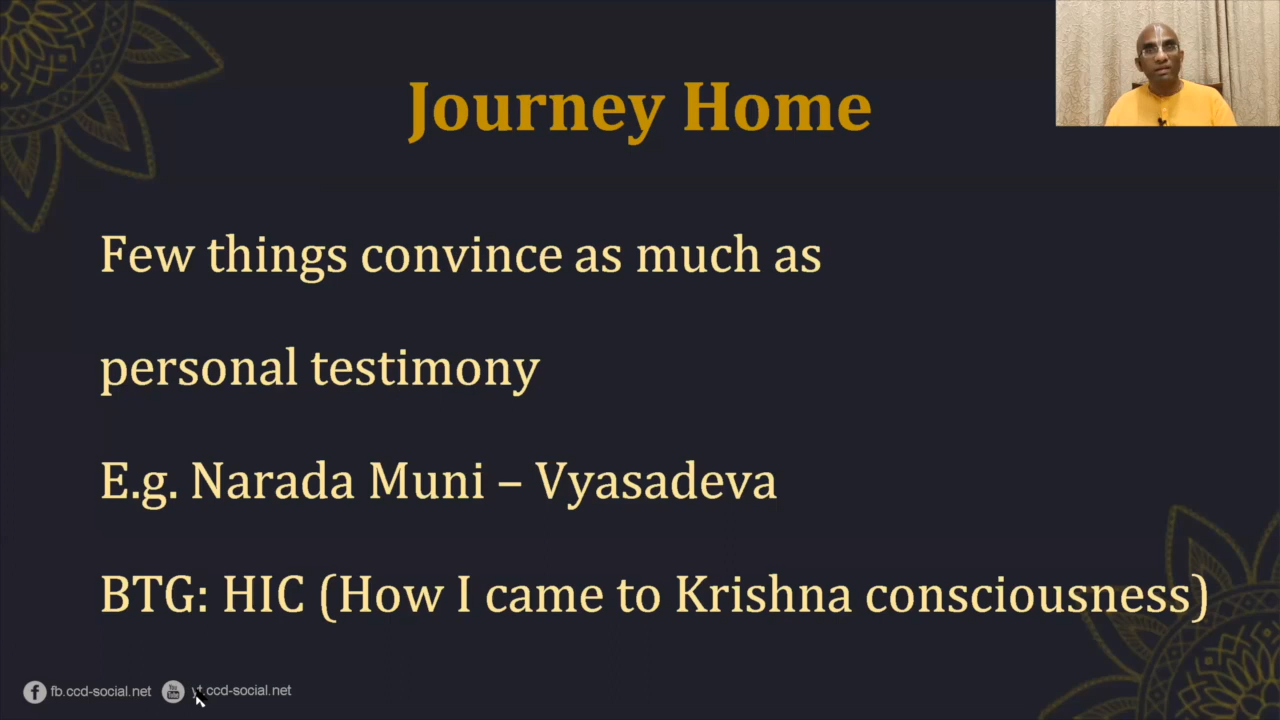 Journey Home
Few things convince as much as
personal testimony
E.g. Narada Muni – Vyasadeva
BTG: HIC (How I came to Krishna consciousness)
fb.ccd-social.net
yt.ccd-social.net